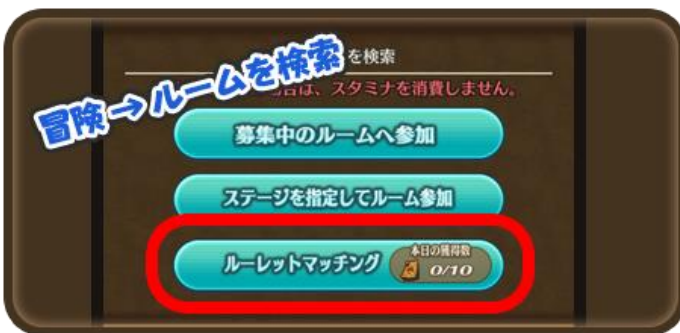 を検索
冒険→ルームを検索
合は、スタミナを消費しません。
募集中のルームへ参加
ステージを指定してルーム参加
ルーレットマッチング
本日の獲得数
0/10